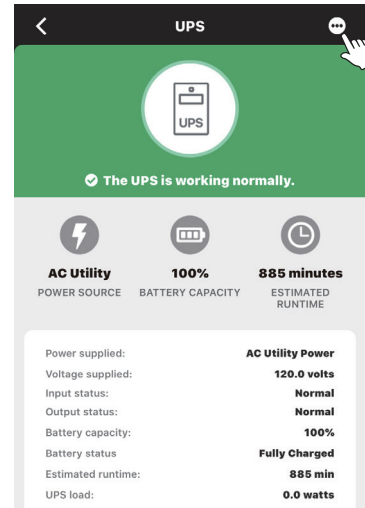 UPS
UPS
The UPS is working normally.
AC Utility 100% 885 minutes
POWER SOURCE BATTERY CAPACITY ESTIMATED
RUNTIME
Power supplied: AC Utility Power
Voltage supplied: 120.0 volts
Input status: Normal
Output status: Normal
Battery capacity: 100%
Battery status Fully Charged
Estimated runtime: 885 min
UPS load: 0.0 watts